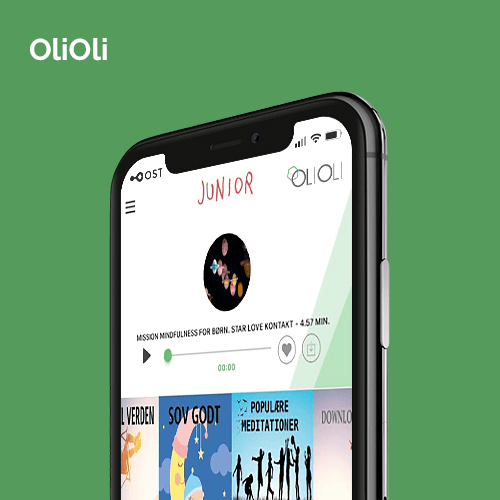 OliOli
OST
JUNIOR
OLIOLI
MISSION MINDFULNESS FOR BØRN. STAR LOVE KONTAKT - 4.57 MIN.
00:00
L VERDEN
SOV GODT
POPULÆRE
MEDITATIONER
DOWNLO